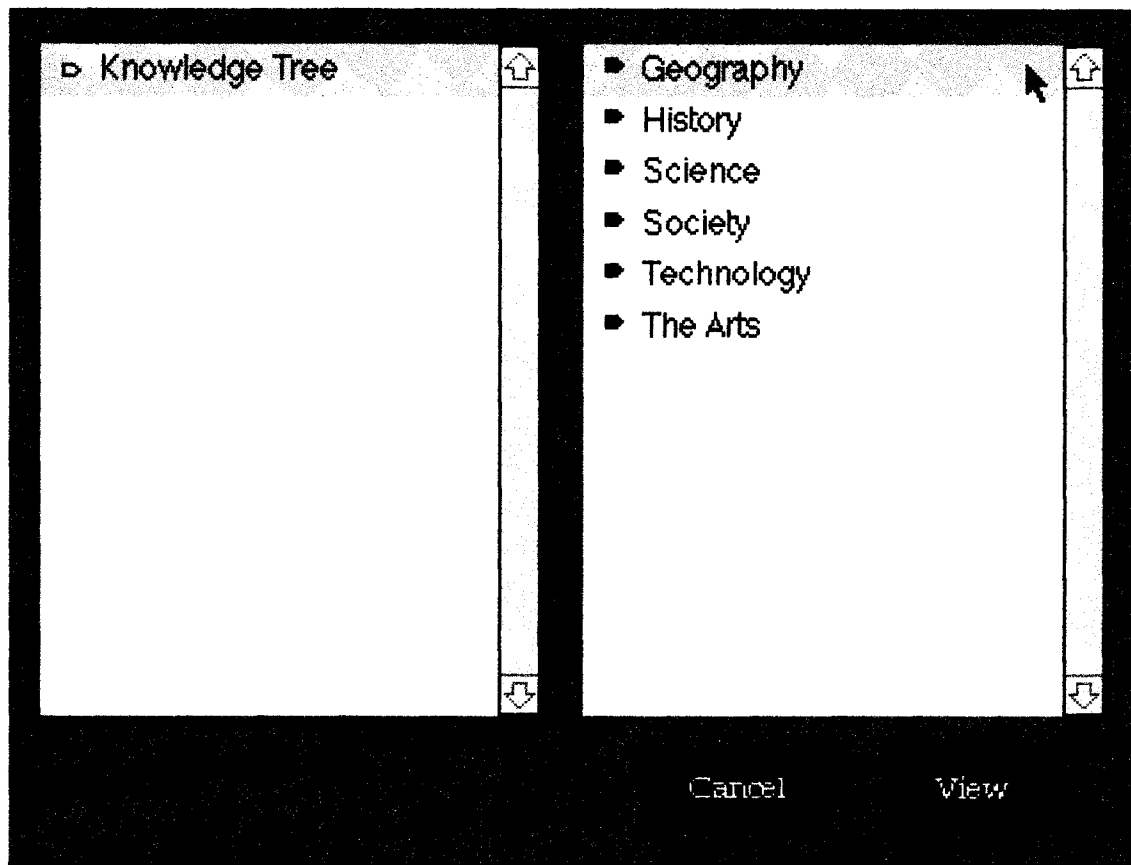 Knowledge Tree
Geography
History
Science
Society
Technology
The Arts
Cancel View